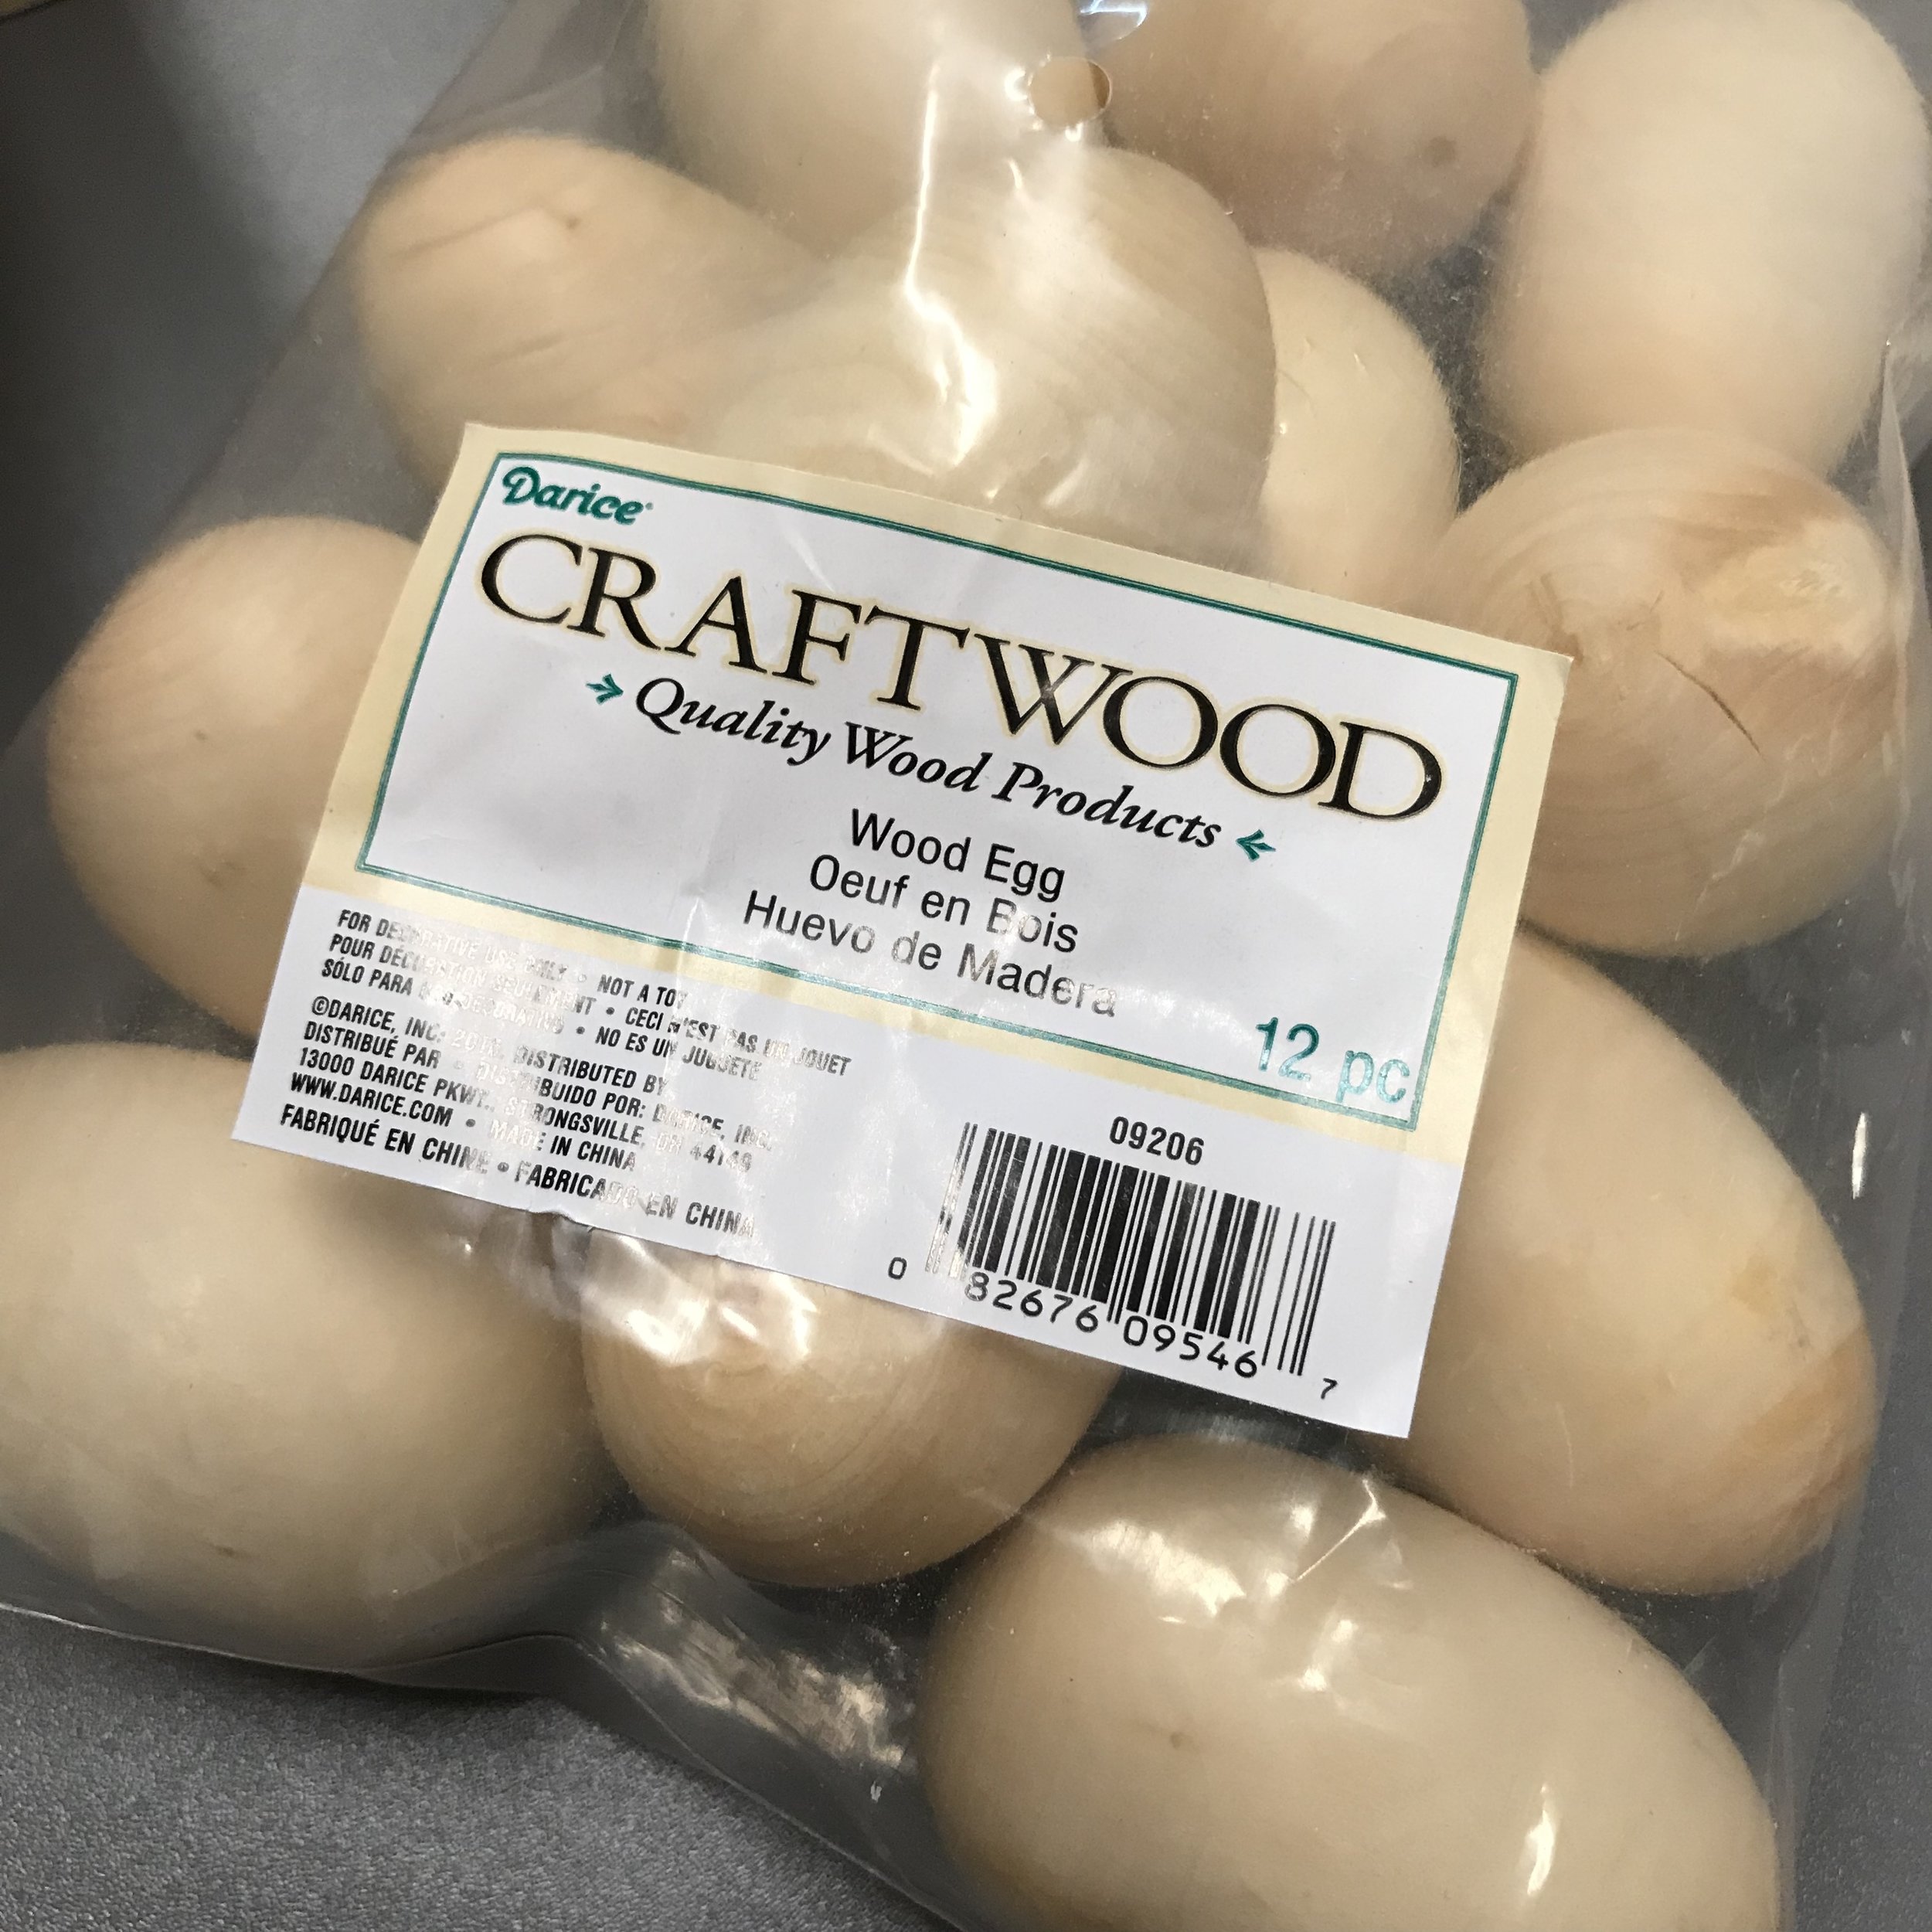 Darice
CRAFTWOOD
Quality Wood Products
Wood Egg
Oeuf en Bois
Huevo de Madera
12 pc
FOR DECORATIVE USE ONLY • NOT A TOY
POUR DÉCORATION SEULEMENT • CECI N'EST PAS UN JOUET
SÓLO PARA • NO ES UN JUGUETE
©DARICE, INC. DISTRIBUTED BY
DISTRIBUÉ PAR • DISTRIBUIDO POR: DARICE, INC.
13000 DARICE PKWY., STRONGSVILLE, OH 44149
WWW.DARICE.COM • MADE IN CHINA
FABRIQUÉ EN CHINE • FABRICADO EN CHINA
09206
0 82676 09546 7